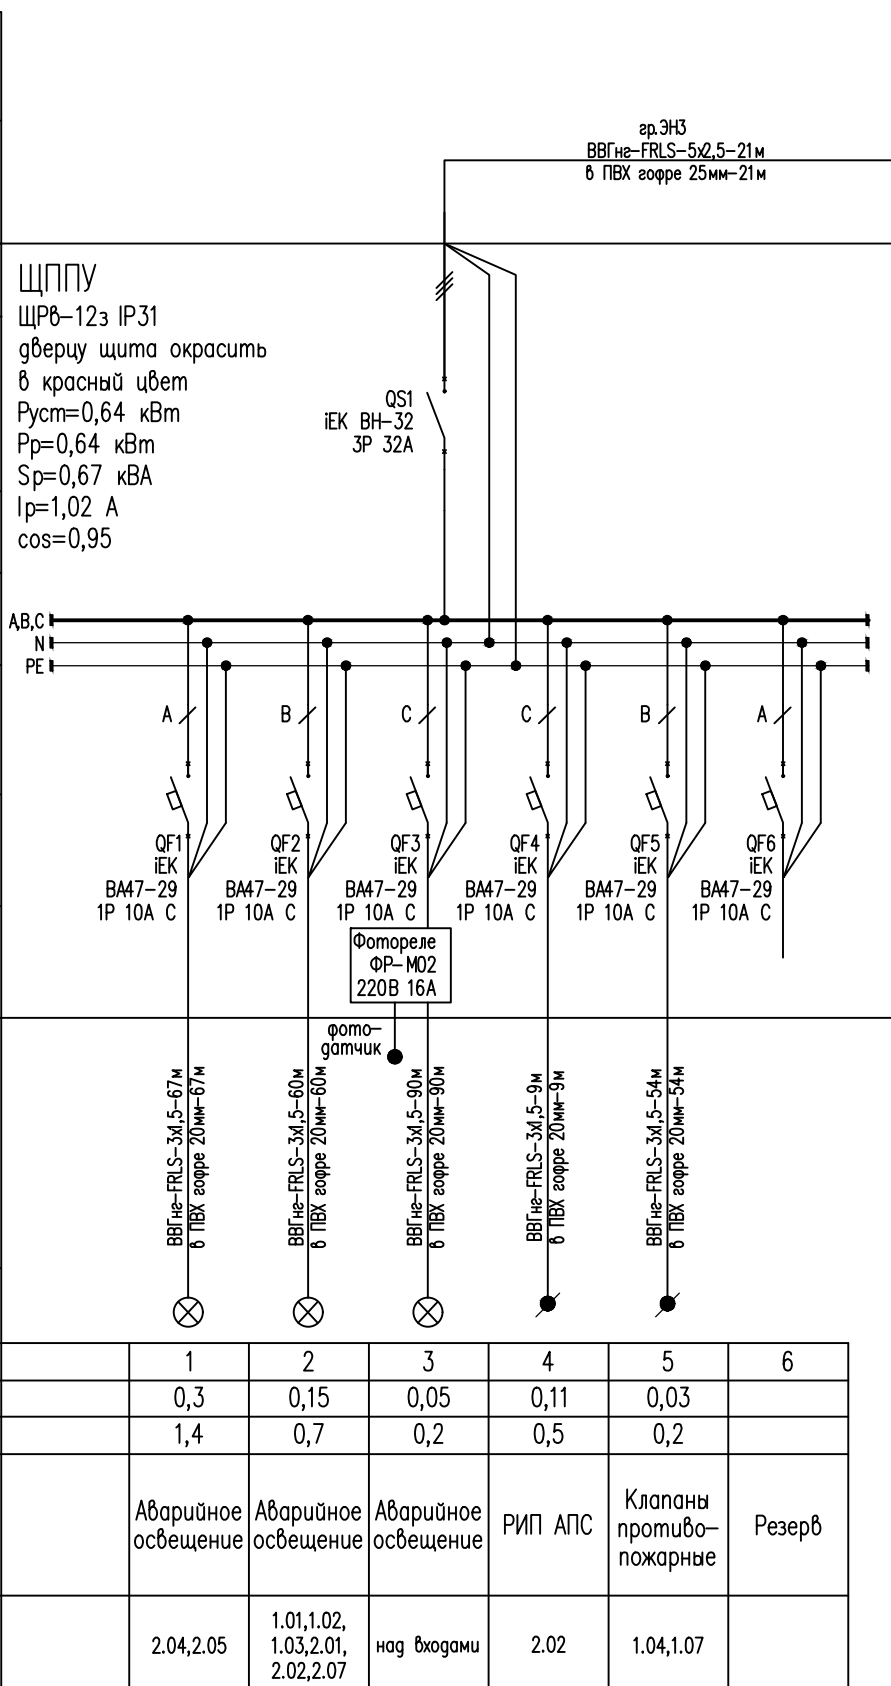 гр.ЭН3
ВВГнг-FRLS-5х2,5-21м
в ПВХ гофре 25мм-21м
ЩППУ
ЩРв-12з IP31
дверцу щита окрасить
в красный цвет
Руст=0,64 кВт
Рр=0,64 кВт
Sр=0,67 кВА
Iр=1,02 А
cos=0,95
QS1
iEK ВН-32
3Р 32А
А,В,С
N
РЕ
А В С С В А
QF1 QF2 QF3 QF4 QF5 QF6
iEK iEK iEK iEK iEK iEK
ВА47-29 ВА47-29 ВА47-29 ВА47-29 ВА47-29 ВА47-29
1Р 10А С 1Р 10А С 1Р 10А С 1Р 10А С 1Р 10А С 1Р 10А С
Фотореле
ФР-М02
220В 16А
фото-
датчик
ВВГнг-FRLS-3х1,5-67м
в ПВХ гофре 20мм-67м
ВВГнг-FRLS-3х1,5-60м
в ПВХ гофре 20мм-60м
ВВГнг-FRLS-3х1,5-90м
в ПВХ гофре 20мм-90м
ВВГнг-FRLS-3х1,5-9м
в ПВХ гофре 20мм-9м
ВВГнг-FRLS-3х1,5-54м
в ПВХ гофре 20мм-54м
1 2 3 4 5 6
0,3 0,15 0,05 0,11 0,03
1,4 0,7 0,2 0,5 0,2
Аварийное
освещение
Аварийное
освещение
Аварийное
освещение
РИП АПС
Клапаны
противо-
пожарные
Резерв
2.04,2.05
1.01,1.02,
1.03,2.01,
2.02,2.07
над входами
2.02
1.04,1.07